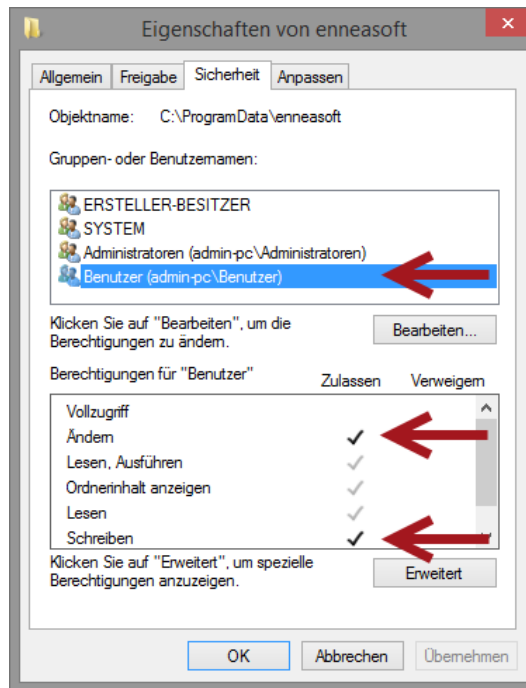 Eigenschaften von enneasoft
Allgemein Freigabe Sicherheit Anpassen
Objektname: C:\ProgramData\enneasoft
Gruppen- oder Benutzernamen:
ERSTELLER-BESITZER
SYSTEM
Administratoren (admin-pc\Administratoren)
Benutzer (admin-pc\Benutzer)
Klicken Sie auf "Bearbeiten", um die
Berechtigungen zu ändern.
Bearbeiten...
Berechtigungen für "Benutzer" Zulassen Verweigern
Vollzugriff
Ändern
Lesen, Ausführen
Ordnerinhalt anzeigen
Lesen
Schreiben
Klicken Sie auf "Erweitert", um spezielle
Berechtigungen anzuzeigen.
Erweitert
OK Abbrechen Übernehmen